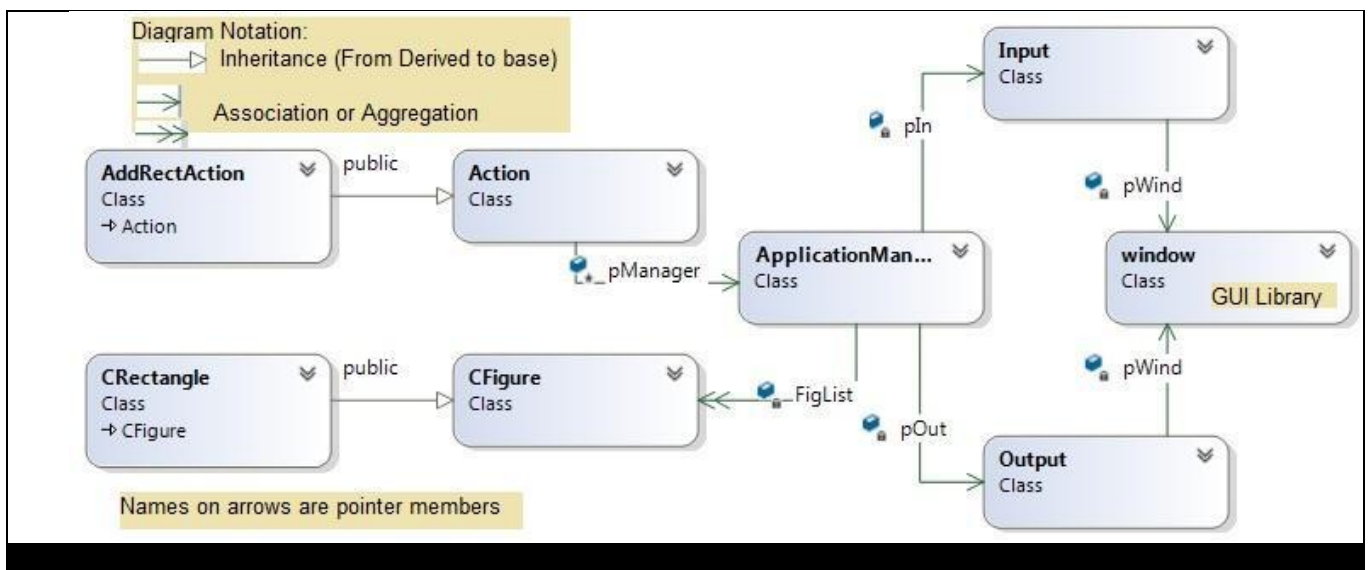 Diagram Notation:
Inheritance (From Derived to base)
Association or Aggregation
AddRectAction
Class
Action
public
Action
Class
pManager
ApplicationMan...
Class
pIn
Input
Class
pWind
window
Class
GUI Library
CRectangle
Class
CFigure
public
CFigure
Class
FigList
pOut
pWind
Output
Class
Names on arrows are pointer members